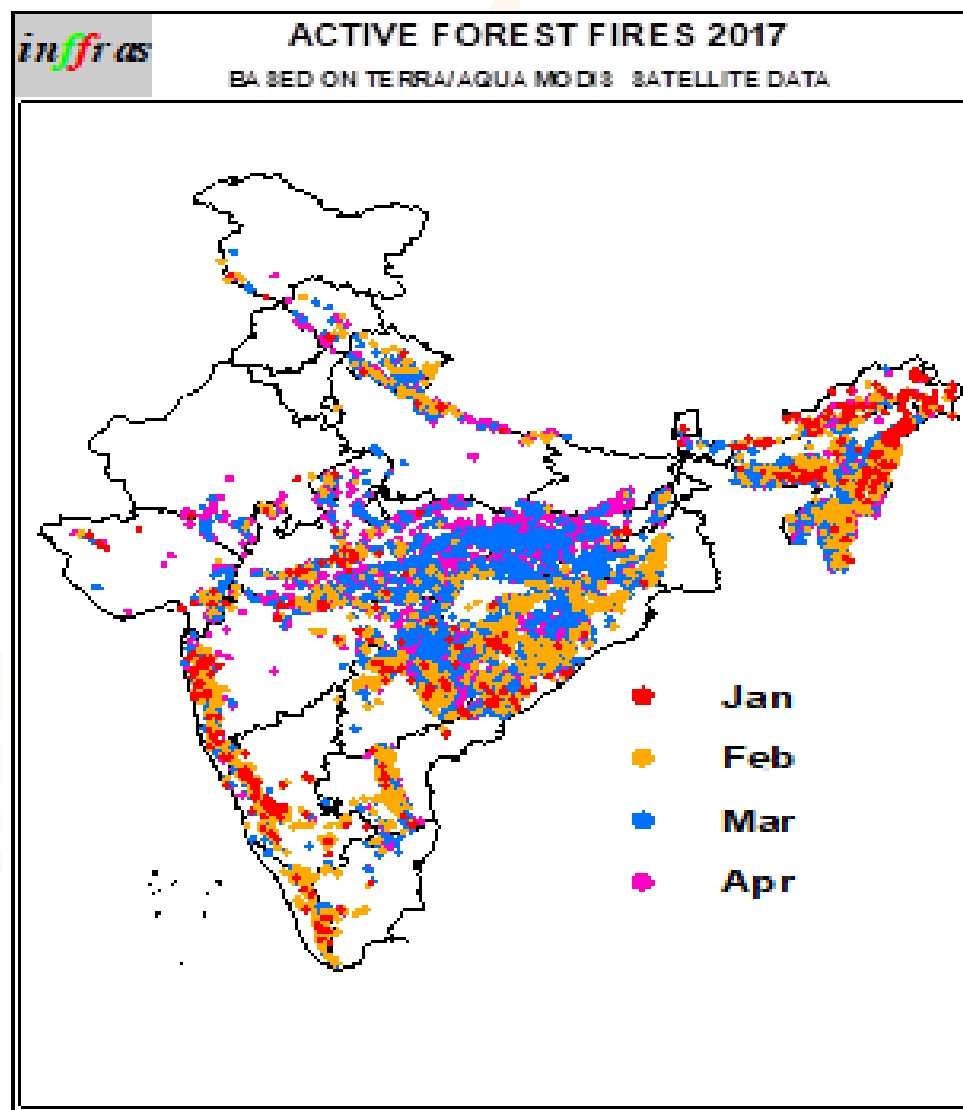 inffras
ACTIVE FOREST FIRES 2017
BASED ON TERRA/AQUA MODIS SATELLITE DATA
Jan
Feb
Mar
Apr